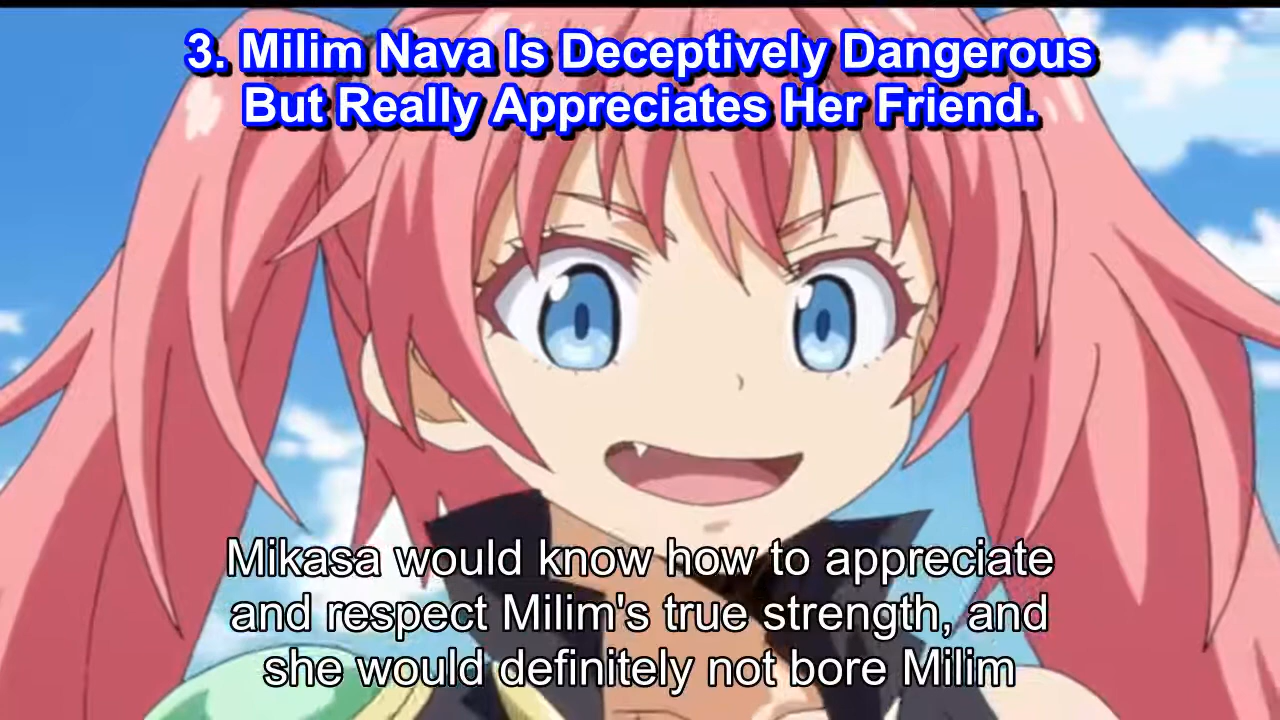 3. Milim Nava Is Deceptively Dangerous
But Really Appreciates Her Friend.
Mikasa would know how to appreciate
and respect Milim's true strength, and
she would definitely not bore Milim